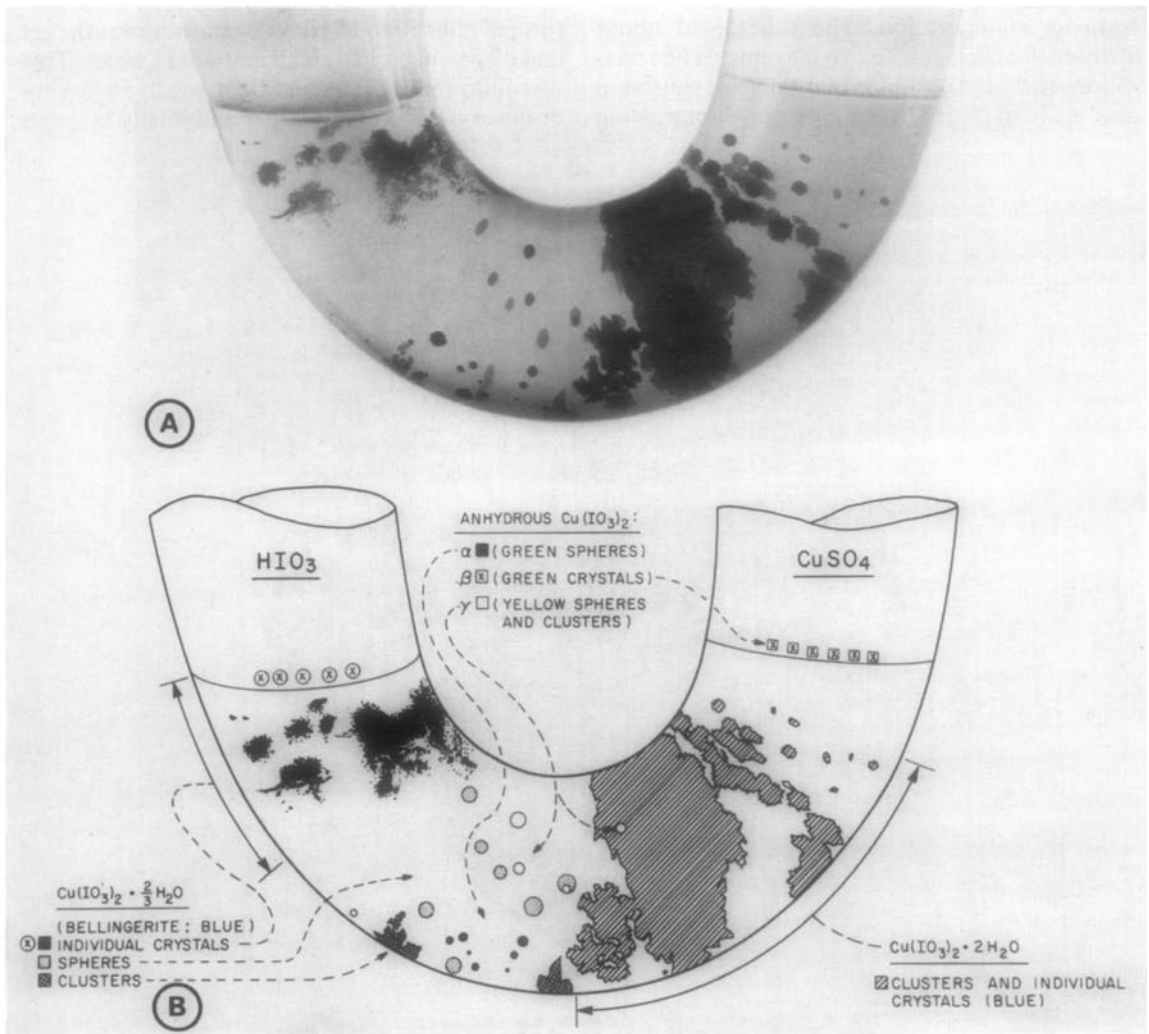 A
ANHYDROUS Cu(IO3)2:
α (GREEN SPHERES)
β x (GREEN CRYSTALS)
γ (YELLOW SPHERES
AND CLUSTERS)
HIO3
CuSO4
x x x x x
x x x x x x
Cu(IO3)2 • 2/3 H2O
(BELLINGERITE: BLUE)
x INDIVIDUAL CRYSTALS
SPHERES
CLUSTERS
B
Cu(IO3)2 • 2H2O
CLUSTERS AND INDIVIDUAL
CRYSTALS (BLUE)